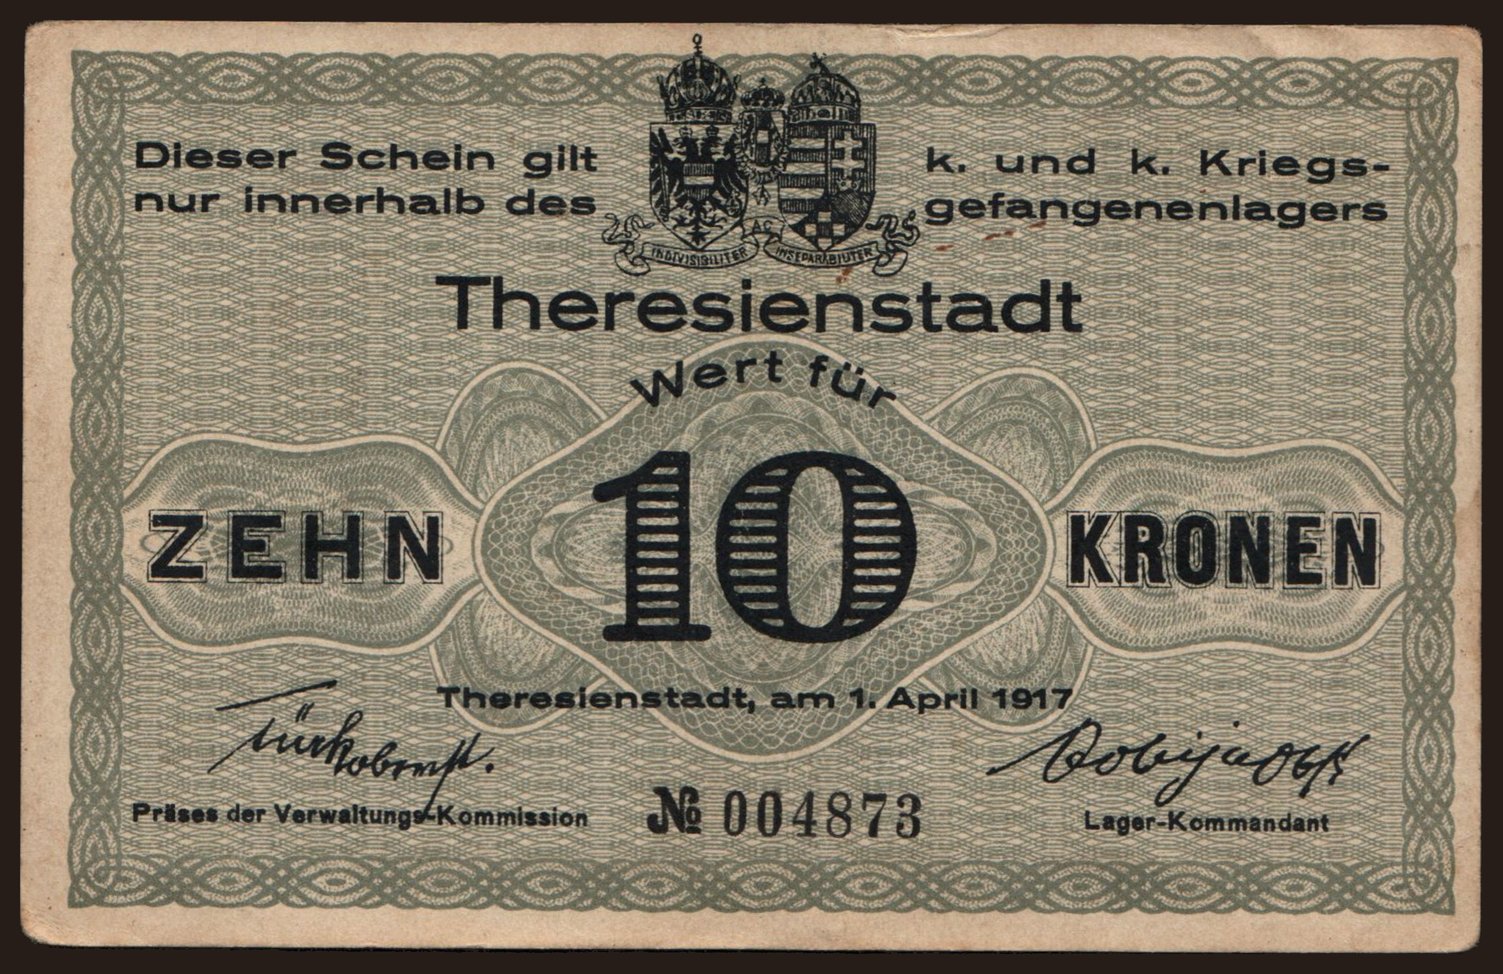 Dieser Schein gilt
nur innerhalb des
k. und k. Kriegs-
gefangenenlagers
INDIVISIBILITER AC INSEPARABILITER
Theresienstadt
Wert für
ZEHN 10 KRONEN
Theresienstadt, am 1. April 1917
Präses der Verwaltungs-Kommission
№ 004873
Lager-Kommandant